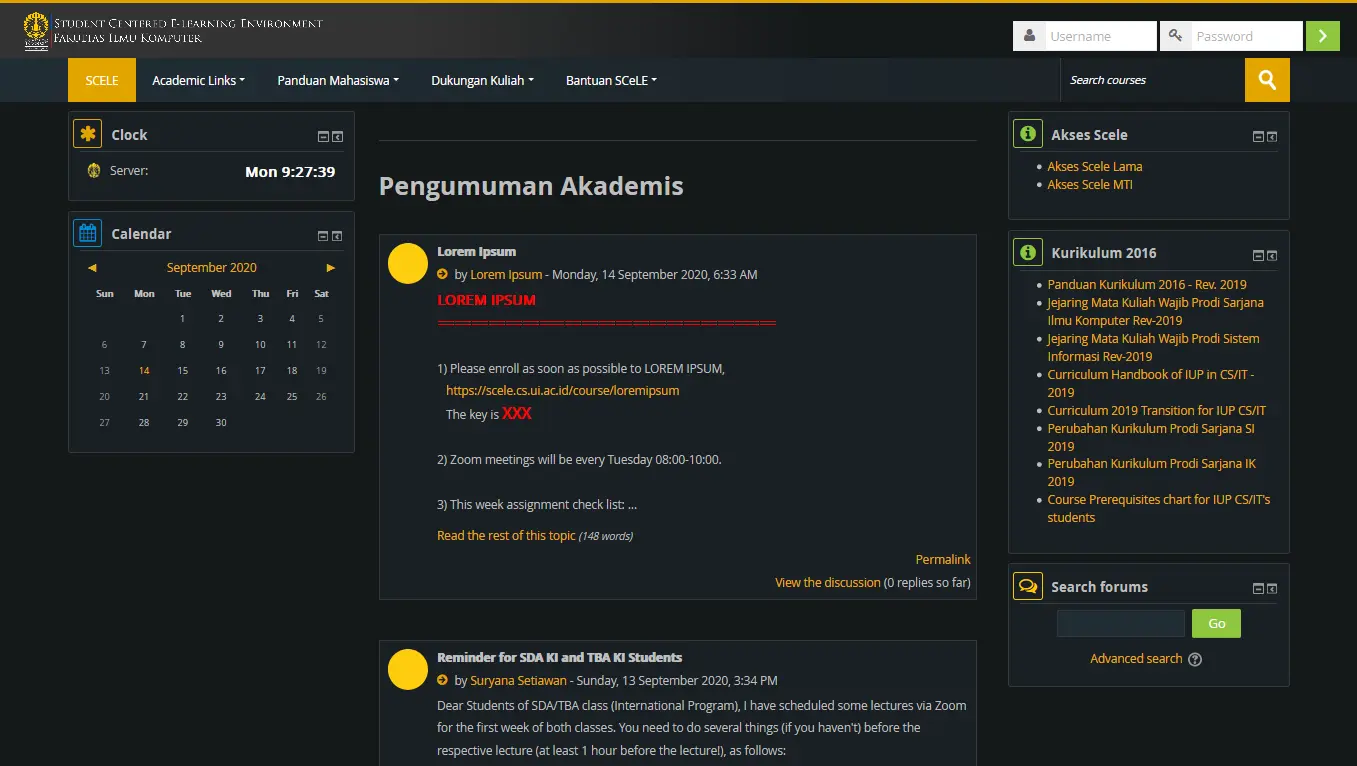 STUDENT CENTERED E-LEARNING ENVIRONMENT
FAKULTAS ILMU KOMPUTER
Username
Password
SCELE
Academic Links
Panduan Mahasiswa
Dukungan Kuliah
Bantuan SCeLE
Search courses
Clock
Server:
Mon 9:27:39
Calendar
September 2020
Sun Mon Tue Wed Thu Fri Sat
1 2 3 4 5
6 7 8 9 10 11 12
13 14 15 16 17 18 19
20 21 22 23 24 25 26
27 28 29 30
Pengumuman Akademis
Lorem Ipsum
by Lorem Ipsum - Monday, 14 September 2020, 6:33 AM
LOREM IPSUM
========================================
1) Please enroll as soon as possible to LOREM IPSUM,
https://scele.cs.ui.ac.id/course/loremipsum
The key is XXX
2) Zoom meetings will be every Tuesday 08:00-10:00.
3) This week assignment check list: ...
Read the rest of this topic (148 words)
Permalink
View the discussion (0 replies so far)
Reminder for SDA KI and TBA KI Students
by Suryana Setiawan - Sunday, 13 September 2020, 3:34 PM
Dear Students of SDA/TBA class (International Program), I have scheduled some lectures via Zoom
for the first week of both classes. You need to do several things (if you haven't) before the
respective lecture (at least 1 hour before the lecture!), as follows:
Akses Scele
Akses Scele Lama
Akses Scele MTI
Kurikulum 2016
Panduan Kurikulum 2016 - Rev. 2019
Jejaring Mata Kuliah Wajib Prodi Sarjana
Ilmu Komputer Rev-2019
Jejaring Mata Kuliah Wajib Prodi Sistem
Informasi Rev-2019
Curriculum Handbook of IUP in CS/IT -
2019
Curriculum 2019 Transition for IUP CS/IT
Perubahan Kurikulum Prodi Sarjana SI
2019
Perubahan Kurikulum Prodi Sarjana IK
2019
Course Prerequisites chart for IUP CS/IT's
students
Search forums
Go
Advanced search